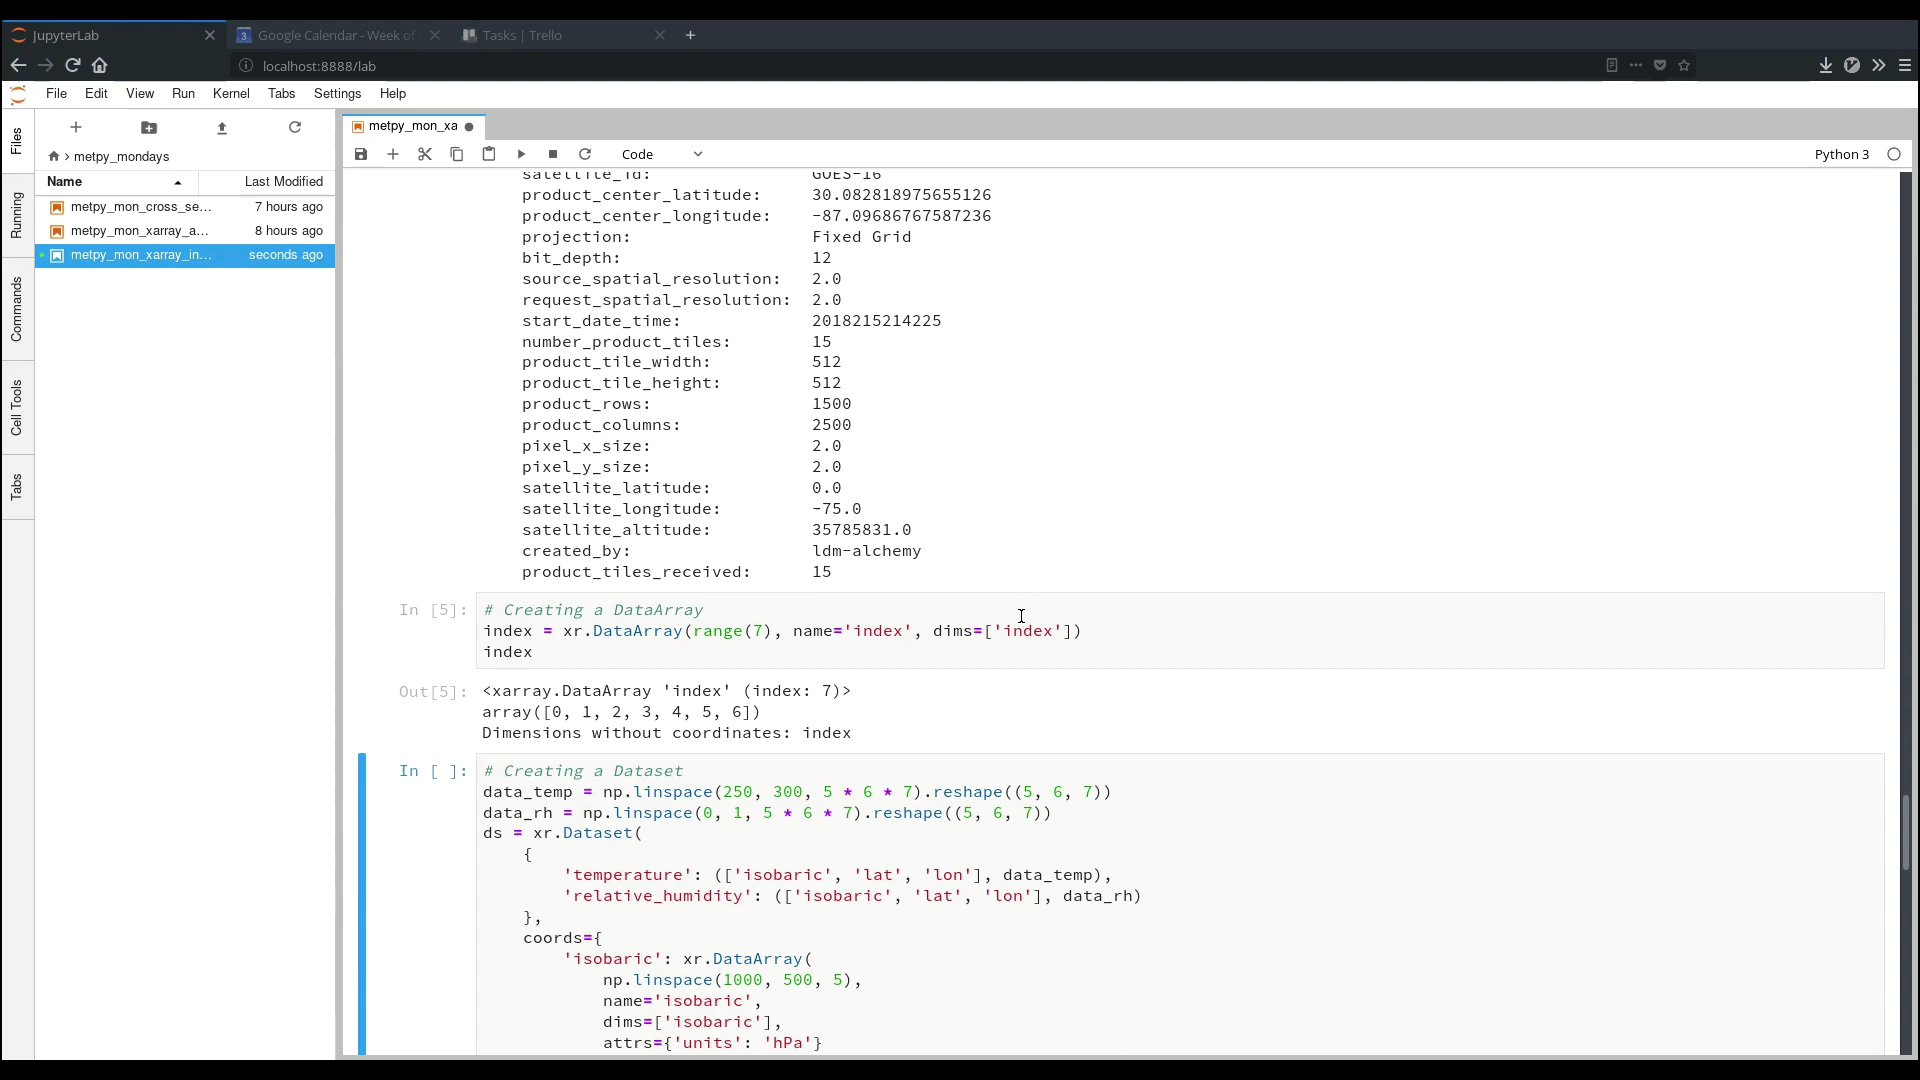 JupyterLab
Google Calendar - Week of
Tasks | Trello
localhost:8888/lab
File Edit View Run Kernel Tabs Settings Help
Files
Running
Commands
Cell Tools
Tabs
metpy_mondays
Name Last Modified
metpy_mon_cross_se... 7 hours ago
metpy_mon_xarray_a... 8 hours ago
metpy_mon_xarray_in... seconds ago
metpy_mon_xa
Code
Python 3
satellite_id: GOES-16
product_center_latitude: 30.082818975655126
product_center_longitude: -87.09686767587236
projection: Fixed Grid
bit_depth: 12
source_spatial_resolution: 2.0
request_spatial_resolution: 2.0
start_date_time: 2018215214225
number_product_tiles: 15
product_tile_width: 512
product_tile_height: 512
product_rows: 1500
product_columns: 2500
pixel_x_size: 2.0
pixel_y_size: 2.0
satellite_latitude: 0.0
satellite_longitude: -75.0
satellite_altitude: 35785831.0
created_by: ldm-alchemy
product_tiles_received: 15
In [5]: # Creating a DataArray
index = xr.DataArray(range(7), name='index', dims=['index'])
index
Out[5]: <xarray.DataArray 'index' (index: 7)>
array([0, 1, 2, 3, 4, 5, 6])
Dimensions without coordinates: index
In [ ]: # Creating a Dataset
data_temp = np.linspace(250, 300, 5 * 6 * 7).reshape((5, 6, 7))
data_rh = np.linspace(0, 1, 5 * 6 * 7).reshape((5, 6, 7))
ds = xr.Dataset(
{
'temperature': (['isobaric', 'lat', 'lon'], data_temp),
'relative_humidity': (['isobaric', 'lat', 'lon'], data_rh)
},
coords={
'isobaric': xr.DataArray(
np.linspace(1000, 500, 5),
name='isobaric',
dims=['isobaric'],
attrs={'units': 'hPa'}